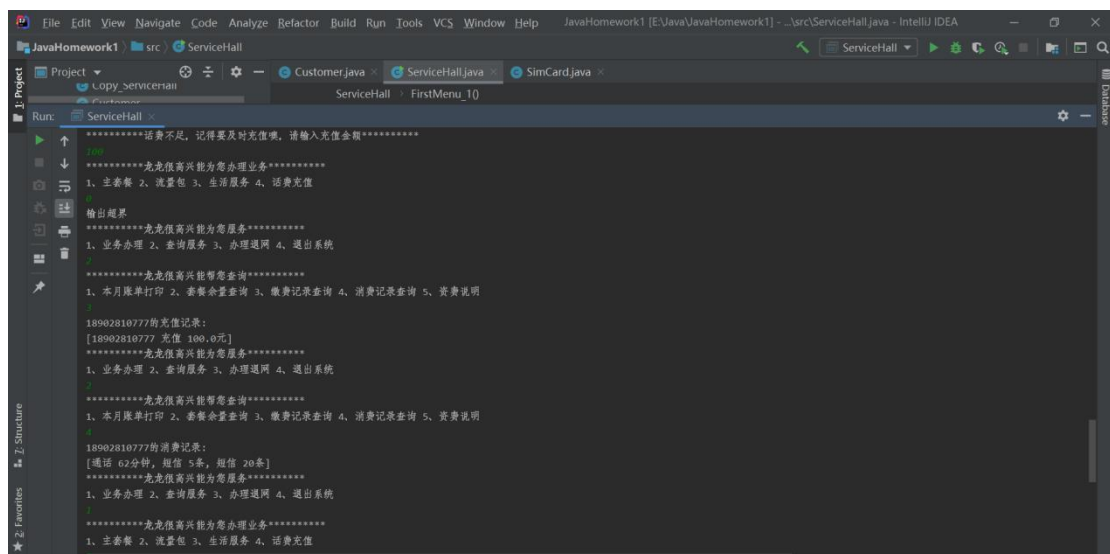 File Edit View Navigate Code Analyze Refactor Build Run Tools VCS Window Help JavaHomework1 [E:\Java\JavaHomework1] - ...\src\ServiceHall.java - IntelliJ IDEA
JavaHomework1 src ServiceHall ServiceHall
1: Project
Project Customer.java ServiceHall.java SimCard.java
Copy_ServiceHall
Customer
ServiceHall FirstMenu_1()
Database
Run: ServiceHall
**********话费不足，记得要及时充值噢，请输入充值金额**********
100
**********龙龙很高兴能为您办理业务**********
1、主套餐 2、流量包 3、生活服务 4、话费充值
0
输出超界
**********龙龙很高兴能为您服务**********
1、业务办理 2、查询服务 3、办理退网 4、退出系统
2
**********龙龙很高兴能帮您查询**********
1、本月账单打印 2、套餐余量查询 3、缴费记录查询 4、消费记录查询 5、资费说明
3
18902810777的充值记录:
[18902810777 充值 100.0元]
**********龙龙很高兴能为您服务**********
1、业务办理 2、查询服务 3、办理退网 4、退出系统
2
**********龙龙很高兴能帮您查询**********
1、本月账单打印 2、套餐余量查询 3、缴费记录查询 4、消费记录查询 5、资费说明
4
18902810777的消费记录:
[通话 62分钟, 短信 5条, 短信 20条]
**********龙龙很高兴能为您服务**********
1、业务办理 2、查询服务 3、办理退网 4、退出系统
1
**********龙龙很高兴能为您办理业务**********
1、主套餐 2、流量包 3、生活服务 4、话费充值
7: Structure
2: Favorites